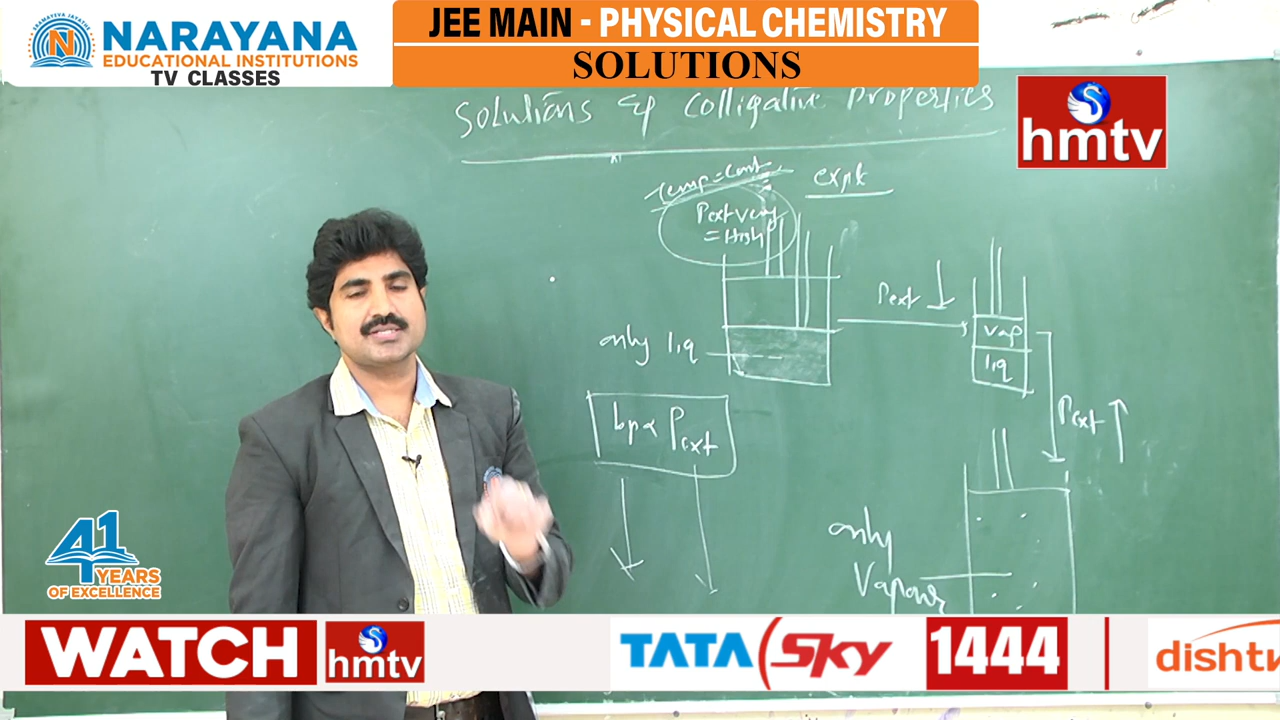 NARAYANA
EDUCATIONAL INSTITUTIONS
TV CLASSES
JEE MAIN - PHYSICAL CHEMISTRY
SOLUTIONS
hmtv
Solutions & Colligative Properties
Temp = Const
expt
Pext very
= High
Pext ↓
only liq
vap
liq
bp ∝ Pext
Pext ↑
only
Vapour
41
YEARS
OF EXCELLENCE
WATCH hmtv TATA Sky 1444 disht